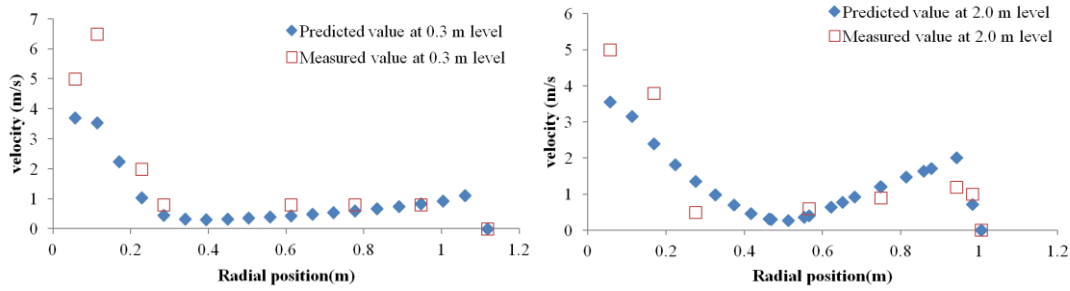 7
6
5
4
3
2
1
0
velocity (m/s)
Predicted value at 0.3 m level
Measured value at 0.3 m level
0 0.2 0.4 0.6 0.8 1 1.2
Radial position(m)
6
5
4
3
2
1
0
velocity (m/s
Predicted value at 2.0 m level
Measured value at 2.0 m level
0 0.2 0.4 0.6 0.8 1 1.2
Radial position(m)